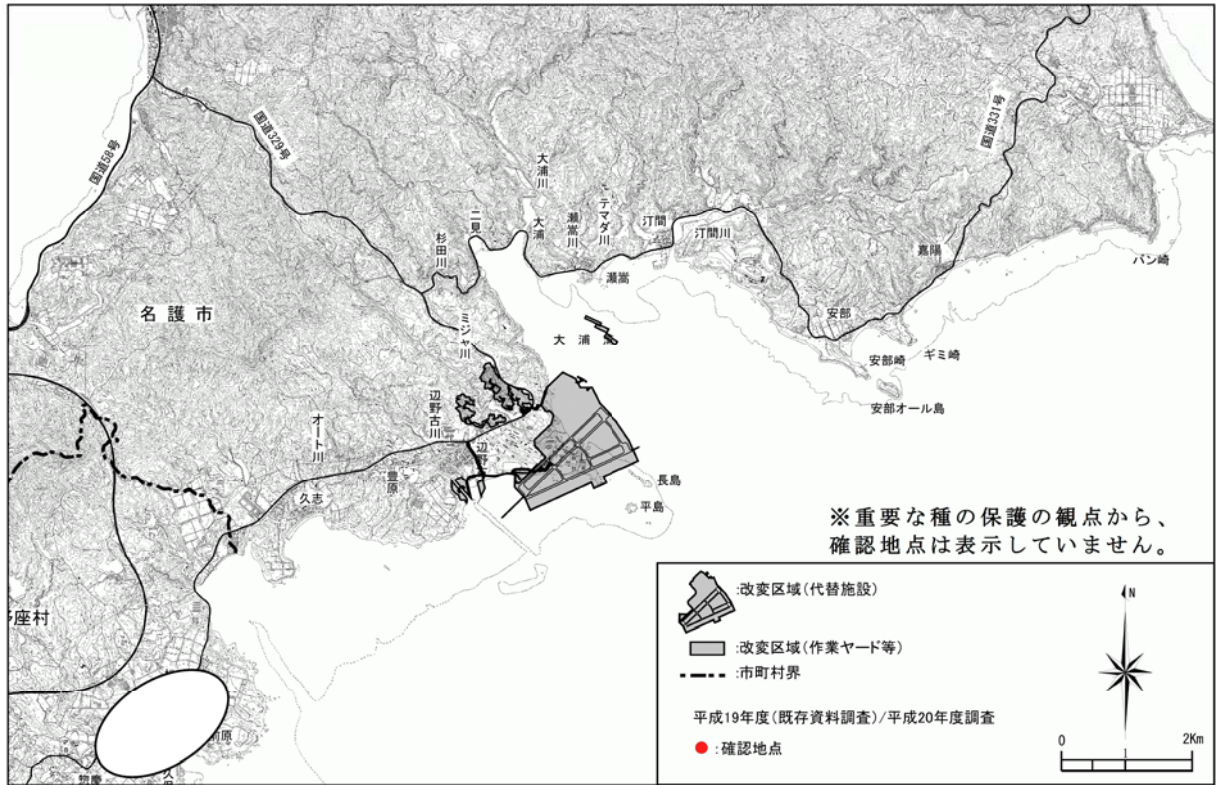 国道58号
国道329号
国道331号
大浦川
大浦
二見
杉田川
瀬嵩川
テマダ川
汀間
汀間川
瀬嵩
嘉陽
バン崎
安部
安部崎
ギミ崎
安部オール島
名護市
ミジャ川
大浦
辺野古川
辺野
オート川
久志
豊原
長島
平島
座村
前原
惣慶
※重要な種の保護の観点から、
確認地点は表示していません。
:改変区域(代替施設)
:改変区域(作業ヤード等)
:市町村界
平成19年度(既存資料調査)/平成20年度調査
:確認地点
N
0 1 2Km